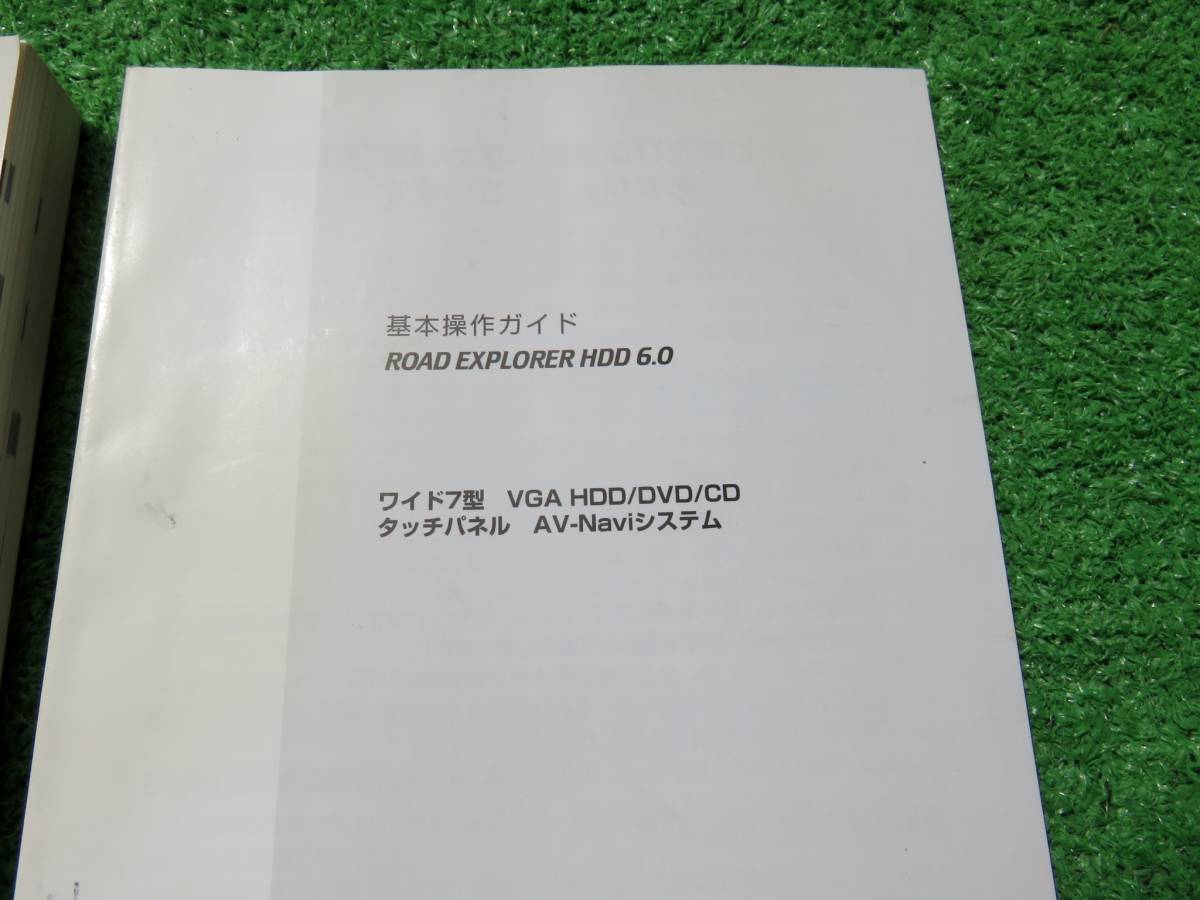 基本操作ガイド
ROAD EXPLORER HDD 6.0
ワイド7型 VGA HDD/DVD/CD
タッチパネル AV-Naviシステム